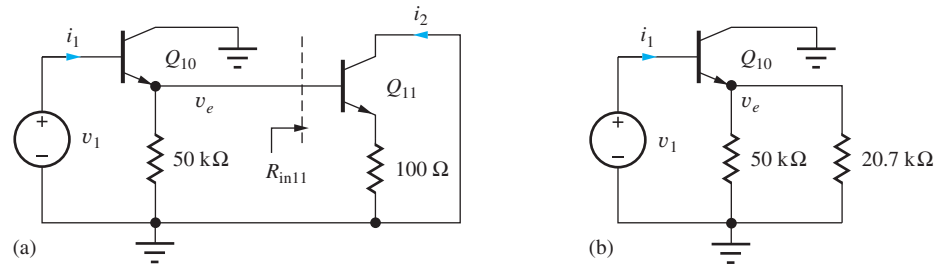 i1
Q10
ve
v1
+
–
50 kΩ
Rin11
i2
Q11
100 Ω
(a)
i1
Q10
ve
v1
+
–
50 kΩ
20.7 kΩ
(b)